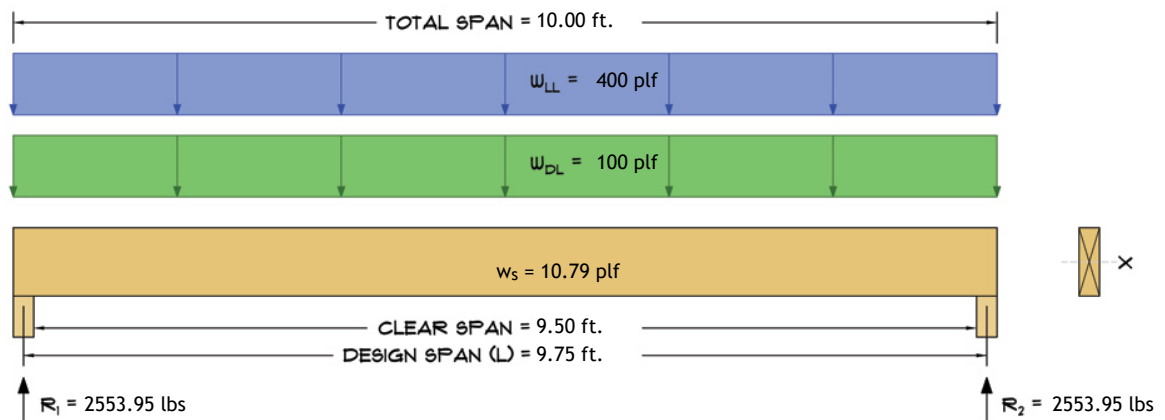 TOTAL SPAN = 10.00 ft.
WLL = 400 plf
WDL = 100 plf
ws = 10.79 plf
X
CLEAR SPAN = 9.50 ft.
DESIGN SPAN (L) = 9.75 ft.
R1 = 2553.95 lbs
R2 = 2553.95 lbs